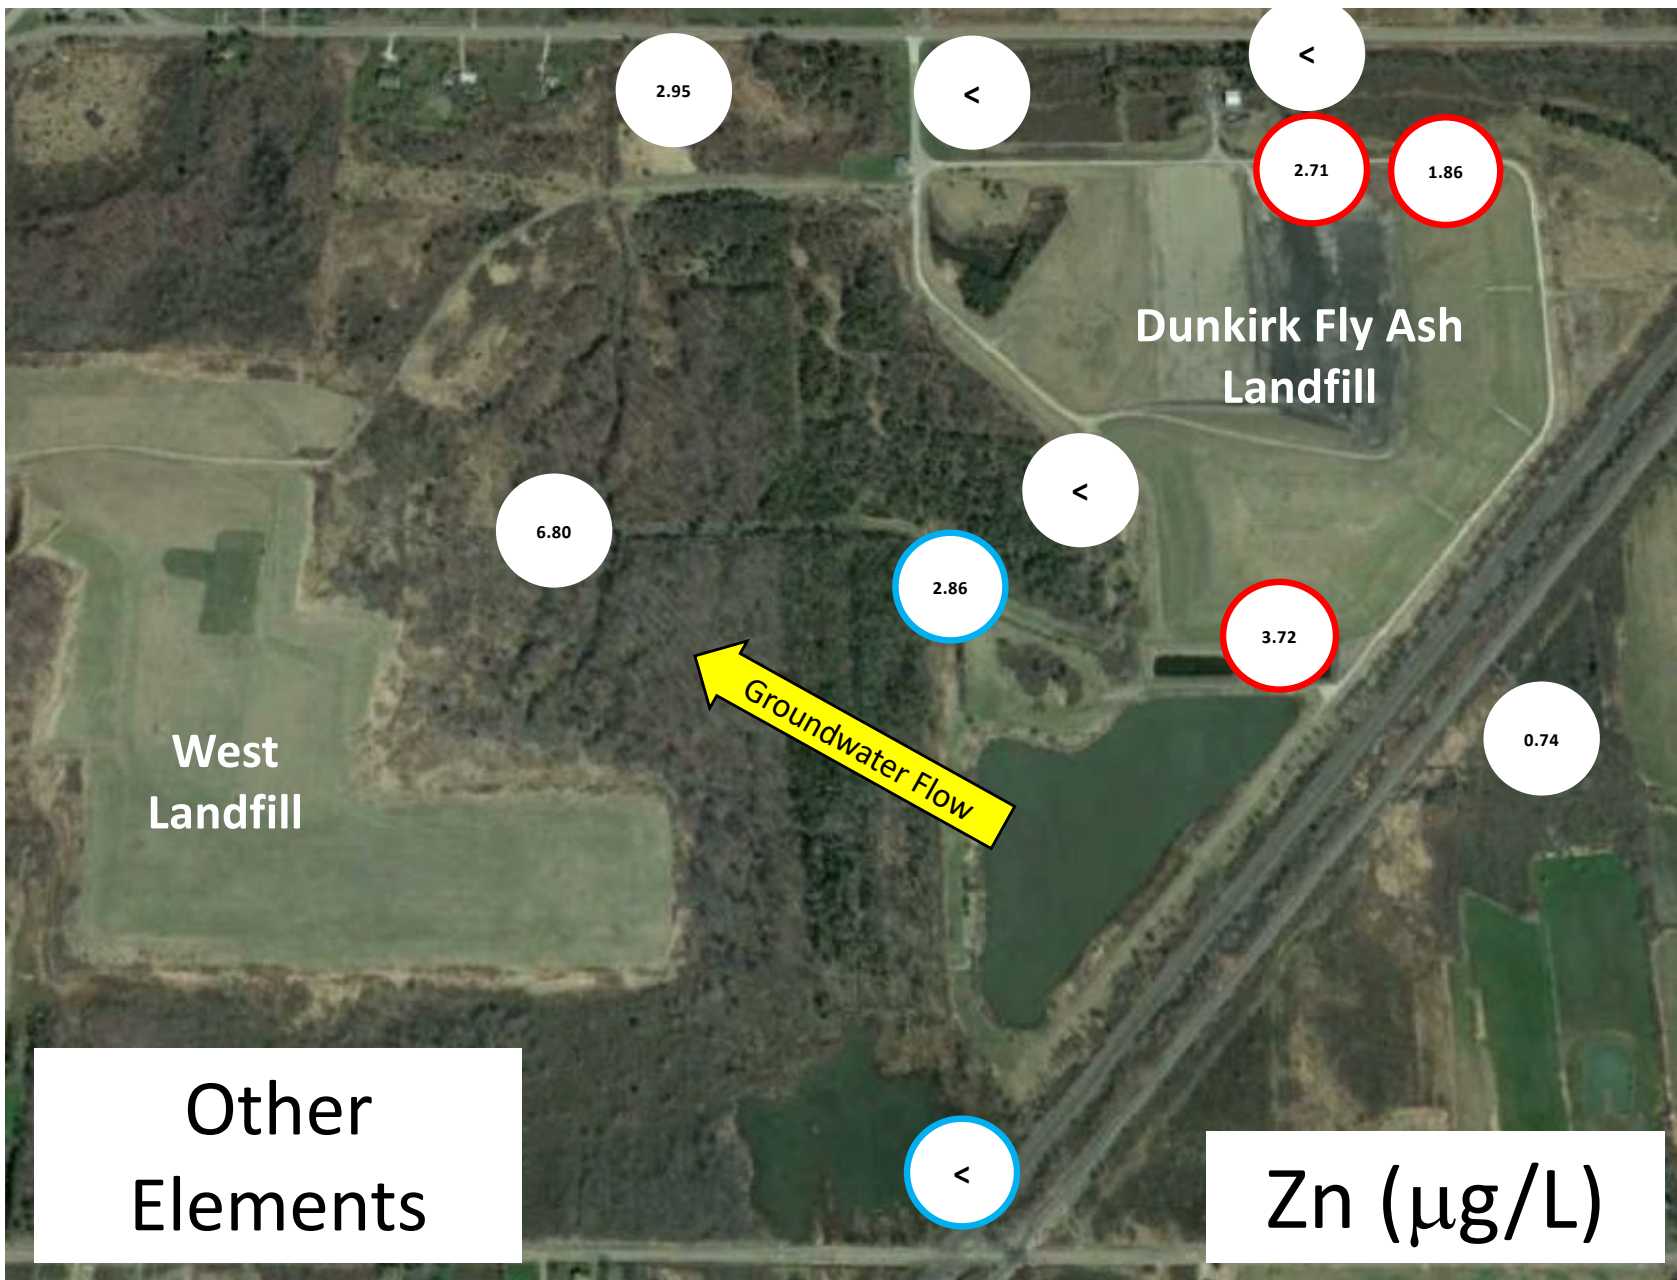 <
2.95
<
2.71
1.86
Dunkirk Fly Ash
Landfill
<
6.80
2.86
3.72
Groundwater Flow
0.74
West
Landfill
Other
Elements
<
Zn (μg/L)